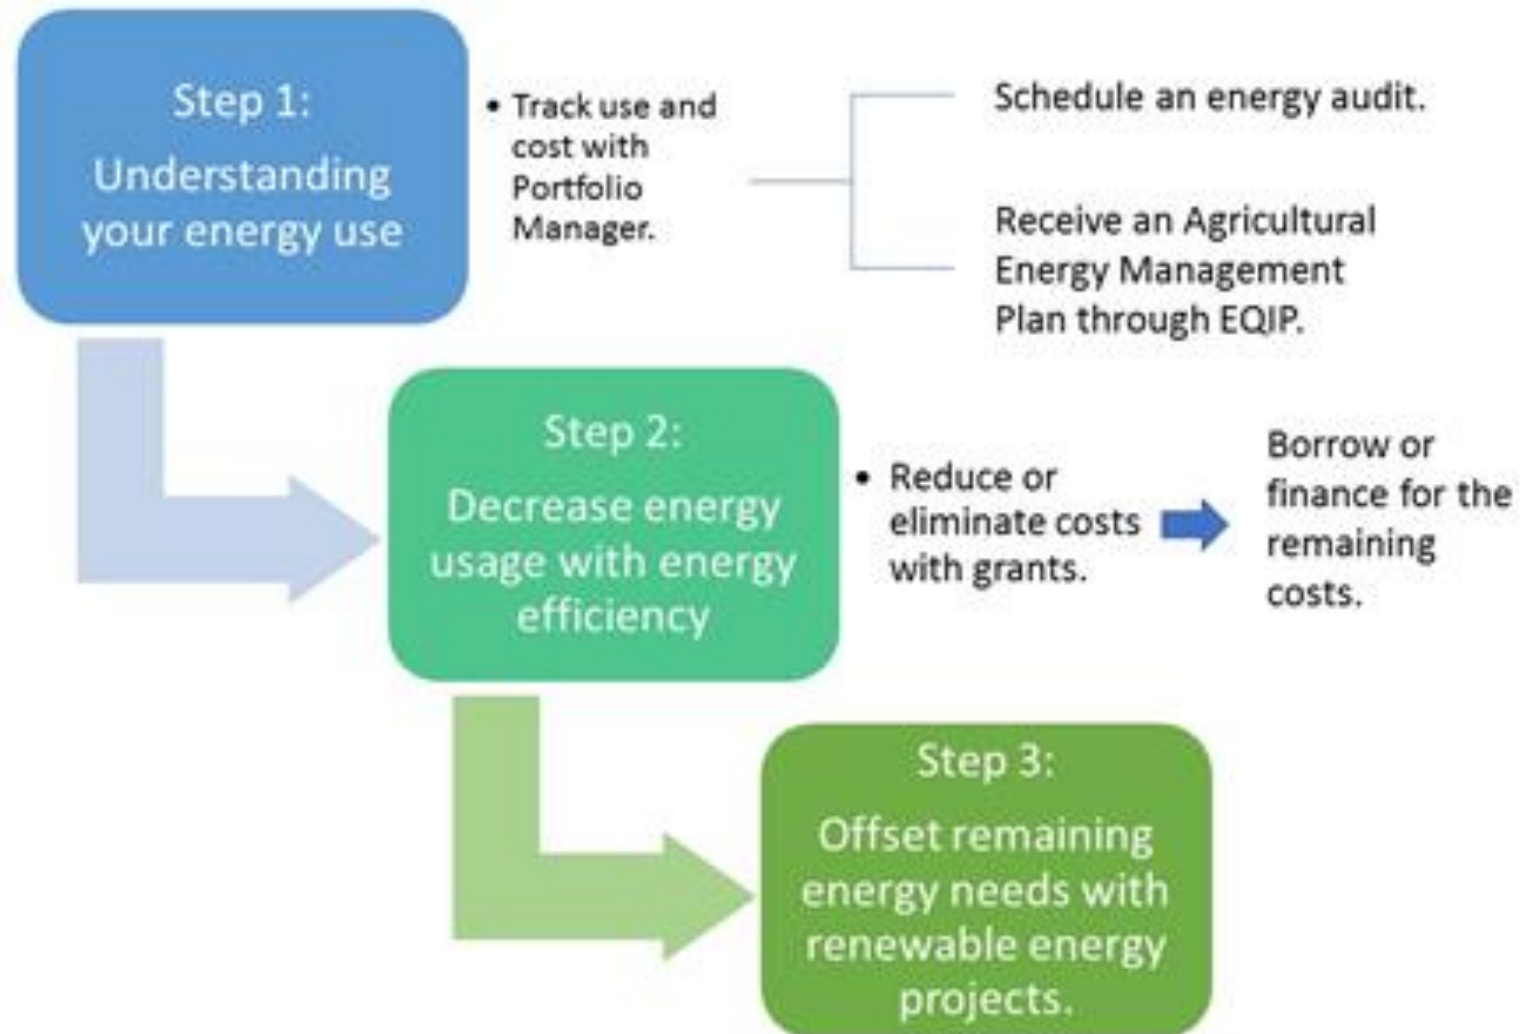 Step 1:
Understanding
your energy use
• Track use and
cost with
Portfolio
Manager.
Schedule an energy audit.
Receive an Agricultural
Energy Management
Plan through EQIP.
Step 2:
Decrease energy
usage with energy
efficiency
• Reduce or
eliminate costs
with grants.
Borrow or
finance for the
remaining
costs.
Step 3:
Offset remaining
energy needs with
renewable energy
projects.